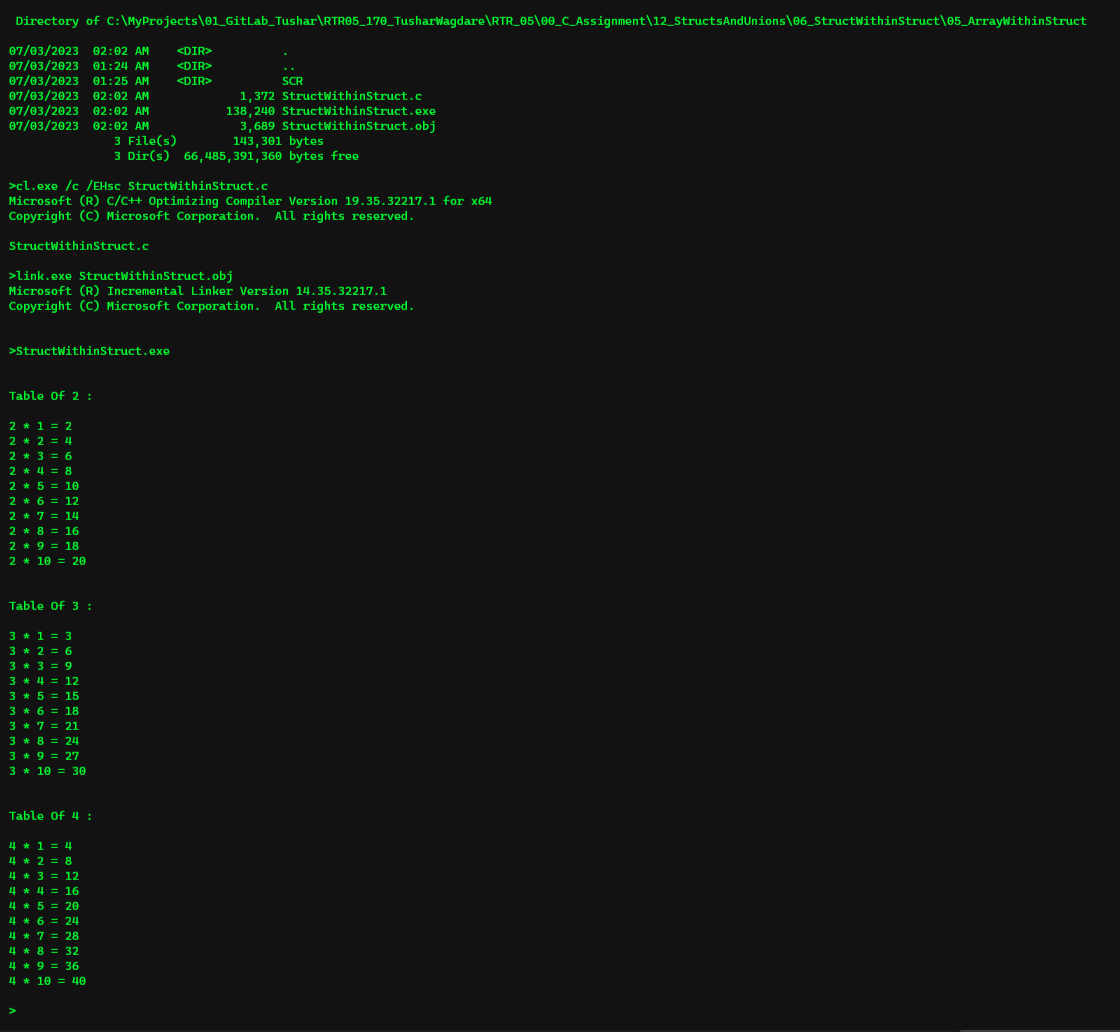 Directory of C:\MyProjects\01_GitLab_Tushar\RTR05_170_TusharWagdare\RTR_05\00_C_Assignment\12_StructsAndUnions\06_StructWithinStruct\05_ArrayWithinStruct
07/03/2023  02:02 AM    <DIR>          .
07/03/2023  01:24 AM    <DIR>          ..
07/03/2023  01:25 AM    <DIR>          SCR
07/03/2023  02:02 AM             1,372 StructWithinStruct.c
07/03/2023  02:02 AM           138,240 StructWithinStruct.exe
07/03/2023  02:02 AM             3,689 StructWithinStruct.obj
3 File(s)        143,301 bytes
3 Dir(s)  66,485,391,360 bytes free
>cl.exe /c /EHsc StructWithinStruct.c
Microsoft (R) C/C++ Optimizing Compiler Version 19.35.32217.1 for x64
Copyright (C) Microsoft Corporation.  All rights reserved.
StructWithinStruct.c
>link.exe StructWithinStruct.obj
Microsoft (R) Incremental Linker Version 14.35.32217.1
Copyright (C) Microsoft Corporation.  All rights reserved.
>StructWithinStruct.exe
Table Of 2 :
2 * 1 = 2
2 * 2 = 4
2 * 3 = 6
2 * 4 = 8
2 * 5 = 10
2 * 6 = 12
2 * 7 = 14
2 * 8 = 16
2 * 9 = 18
2 * 10 = 20
Table Of 3 :
3 * 1 = 3
3 * 2 = 6
3 * 3 = 9
3 * 4 = 12
3 * 5 = 15
3 * 6 = 18
3 * 7 = 21
3 * 8 = 24
3 * 9 = 27
3 * 10 = 30
Table Of 4 :
4 * 1 = 4
4 * 2 = 8
4 * 3 = 12
4 * 4 = 16
4 * 5 = 20
4 * 6 = 24
4 * 7 = 28
4 * 8 = 32
4 * 9 = 36
4 * 10 = 40
>